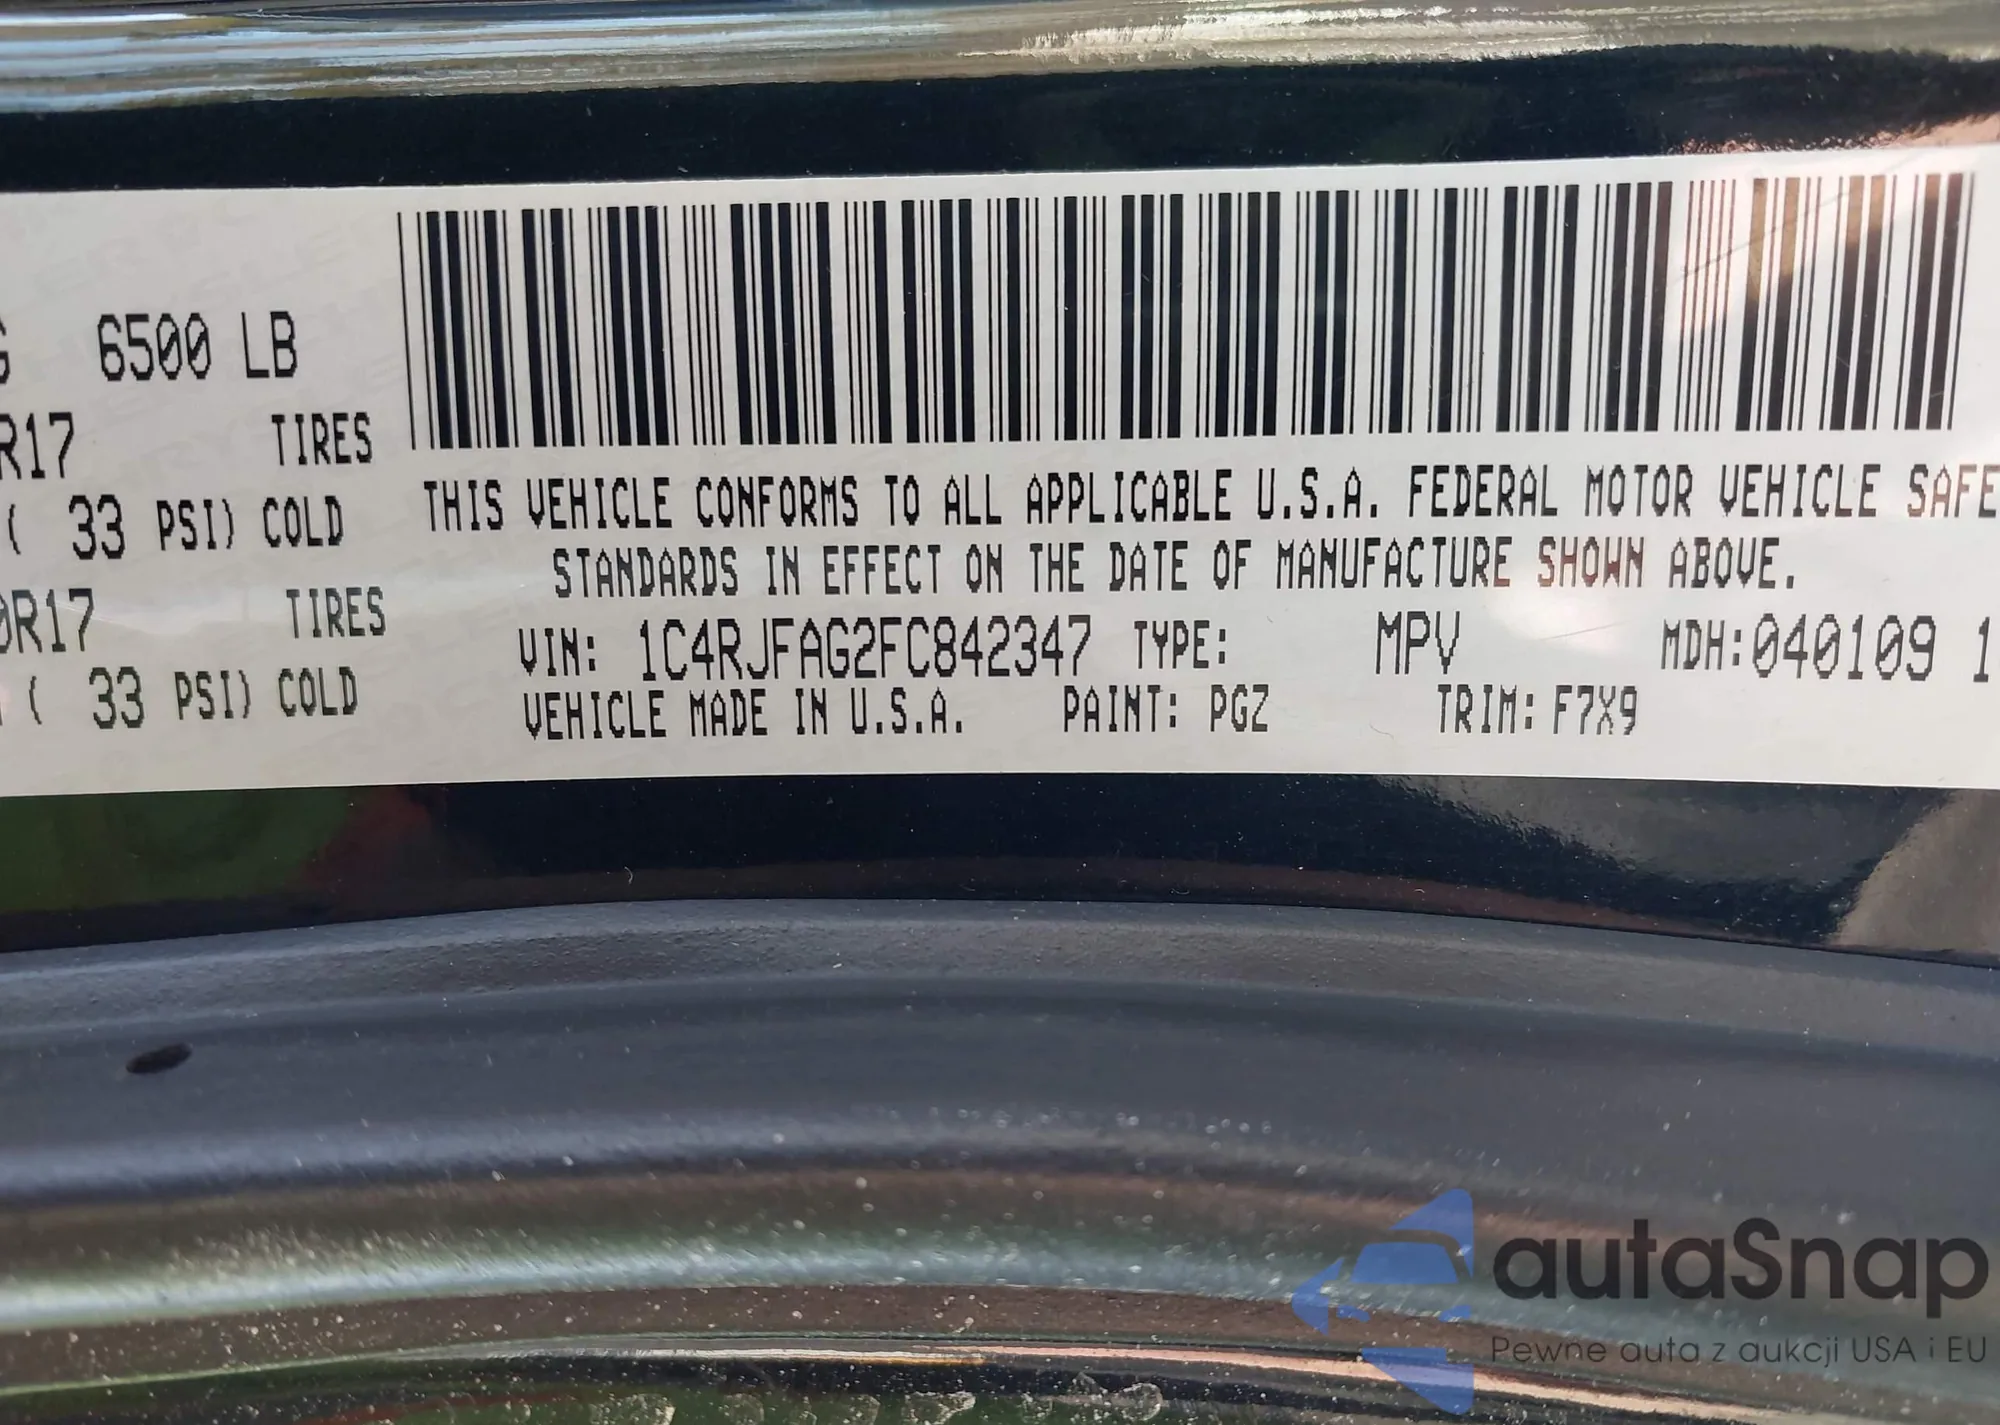 6500 LB
R17 TIRES
( 33 PSI) COLD
0R17 TIRES
( 33 PSI) COLD
THIS VEHICLE CONFORMS TO ALL APPLICABLE U.S.A. FEDERAL MOTOR VEHICLE SAFE
STANDARDS IN EFFECT ON THE DATE OF MANUFACTURE SHOWN ABOVE.
VIN: 1C4RJFAG2FC842347 TYPE: MPV MDH:040109 1
VEHICLE MADE IN U.S.A. PAINT: PGZ TRIM: F7X9
autaSnap
Pewne auta z aukcji USA i EU